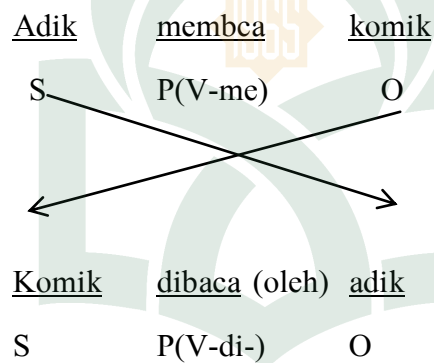 Adik membca komik
S P(V-me) O
Komik dibaca (oleh) adik
S P(V-di-) O